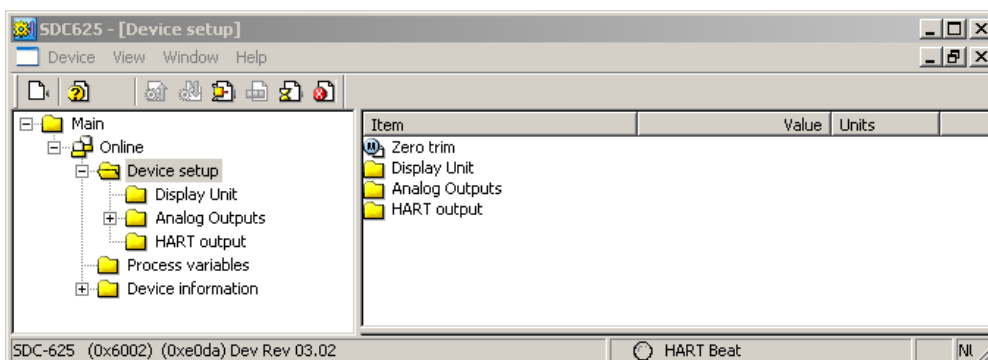 SDC625 - [Device setup]
Device View Window Help
Main
Online
Device setup
Display Unit
Analog Outputs
HART output
Process variables
Device information
Item Value Units
Zero trim
Display Unit
Analog Outputs
HART output
SDC-625 (0x6002) (0xe0da) Dev Rev 03.02 HART Beat